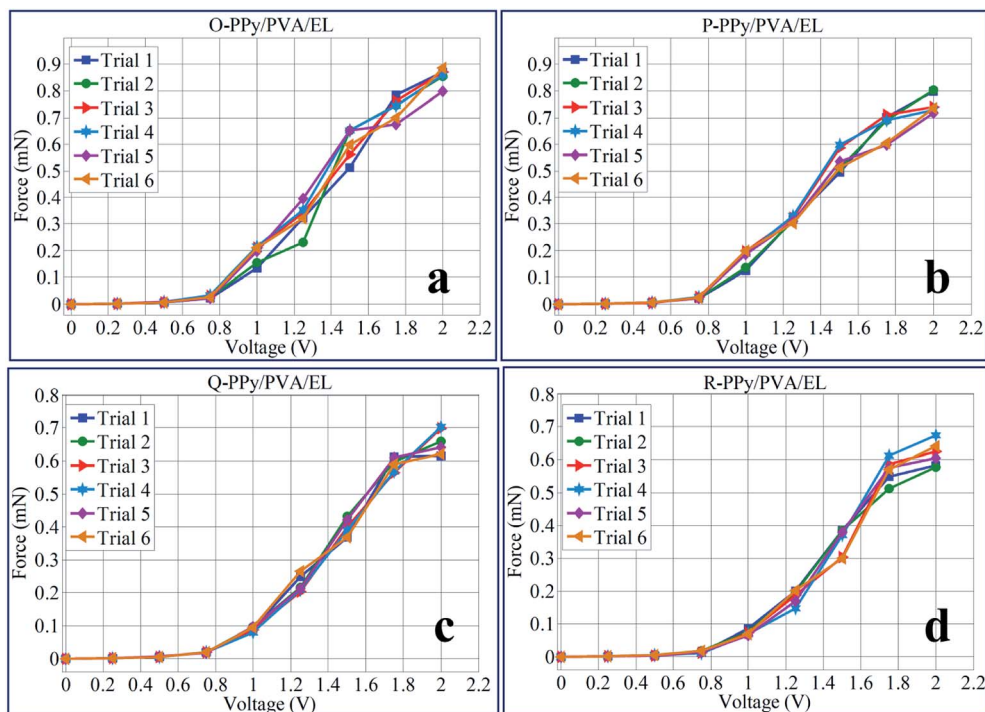 O-PPy/PVA/EL
Trial 1
Trial 2
Trial 3
Trial 4
Trial 5
Trial 6
0.9
0.8
0.7
0.6
0.5
0.4
0.3
0.2
0.1
0
Force (mN)
a
0 0.2 0.4 0.6 0.8 1 1.2 1.4 1.6 1.8 2 2.2
Voltage (V)
P-PPy/PVA/EL
Trial 1
Trial 2
Trial 3
Trial 4
Trial 5
Trial 6
0.9
0.8
0.7
0.6
0.5
0.4
0.3
0.2
0.1
0
Force (mN)
b
0 0.2 0.4 0.6 0.8 1 1.2 1.4 1.6 1.8 2 2.2
Voltage (V)
Q-PPy/PVA/EL
Trial 1
Trial 2
Trial 3
Trial 4
Trial 5
Trial 6
0.8
0.7
0.6
0.5
0.4
0.3
0.2
0.1
0
Force (mN)
c
0 0.2 0.4 0.6 0.8 1 1.2 1.4 1.6 1.8 2 2.2
Voltage (V)
R-PPy/PVA/EL
Trial 1
Trial 2
Trial 3
Trial 4
Trial 5
Trial 6
0.8
0.7
0.6
0.5
0.4
0.3
0.2
0.1
0
Force (mN)
d
0 0.2 0.4 0.6 0.8 1 1.2 1.4 1.6 1.8 2 2.2
Voltage (V)